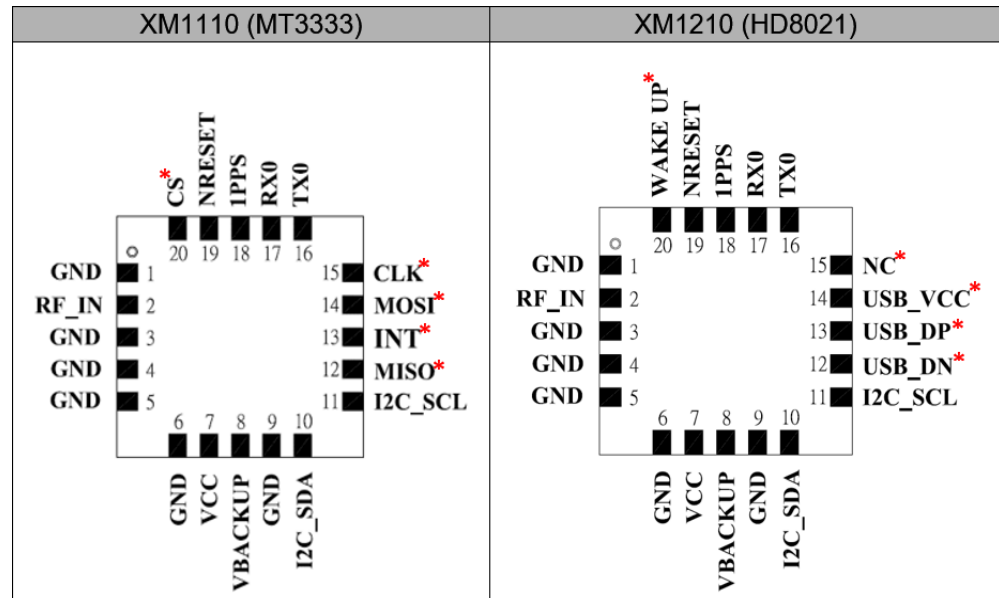 XM1110 (MT3333)
* CS
NRESET
1PPS
RX0
TX0
20 19 18 17 16
GND 1
RF_IN 2
GND 3
GND 4
GND 5
15 CLK*
14 MOSI*
13 INT*
12 MISO*
11 I2C_SCL
6 7 8 9 10
GND
VCC
VBACKUP
GND
I2C_SDA
XM1210 (HD8021)
* WAKE UP
NRESET
1PPS
RX0
TX0
20 19 18 17 16
GND 1
RF_IN 2
GND 3
GND 4
GND 5
15 NC*
14 USB_VCC*
13 USB_DP*
12 USB_DN*
11 I2C_SCL
6 7 8 9 10
GND
VCC
VBACKUP
GND
I2C_SDA